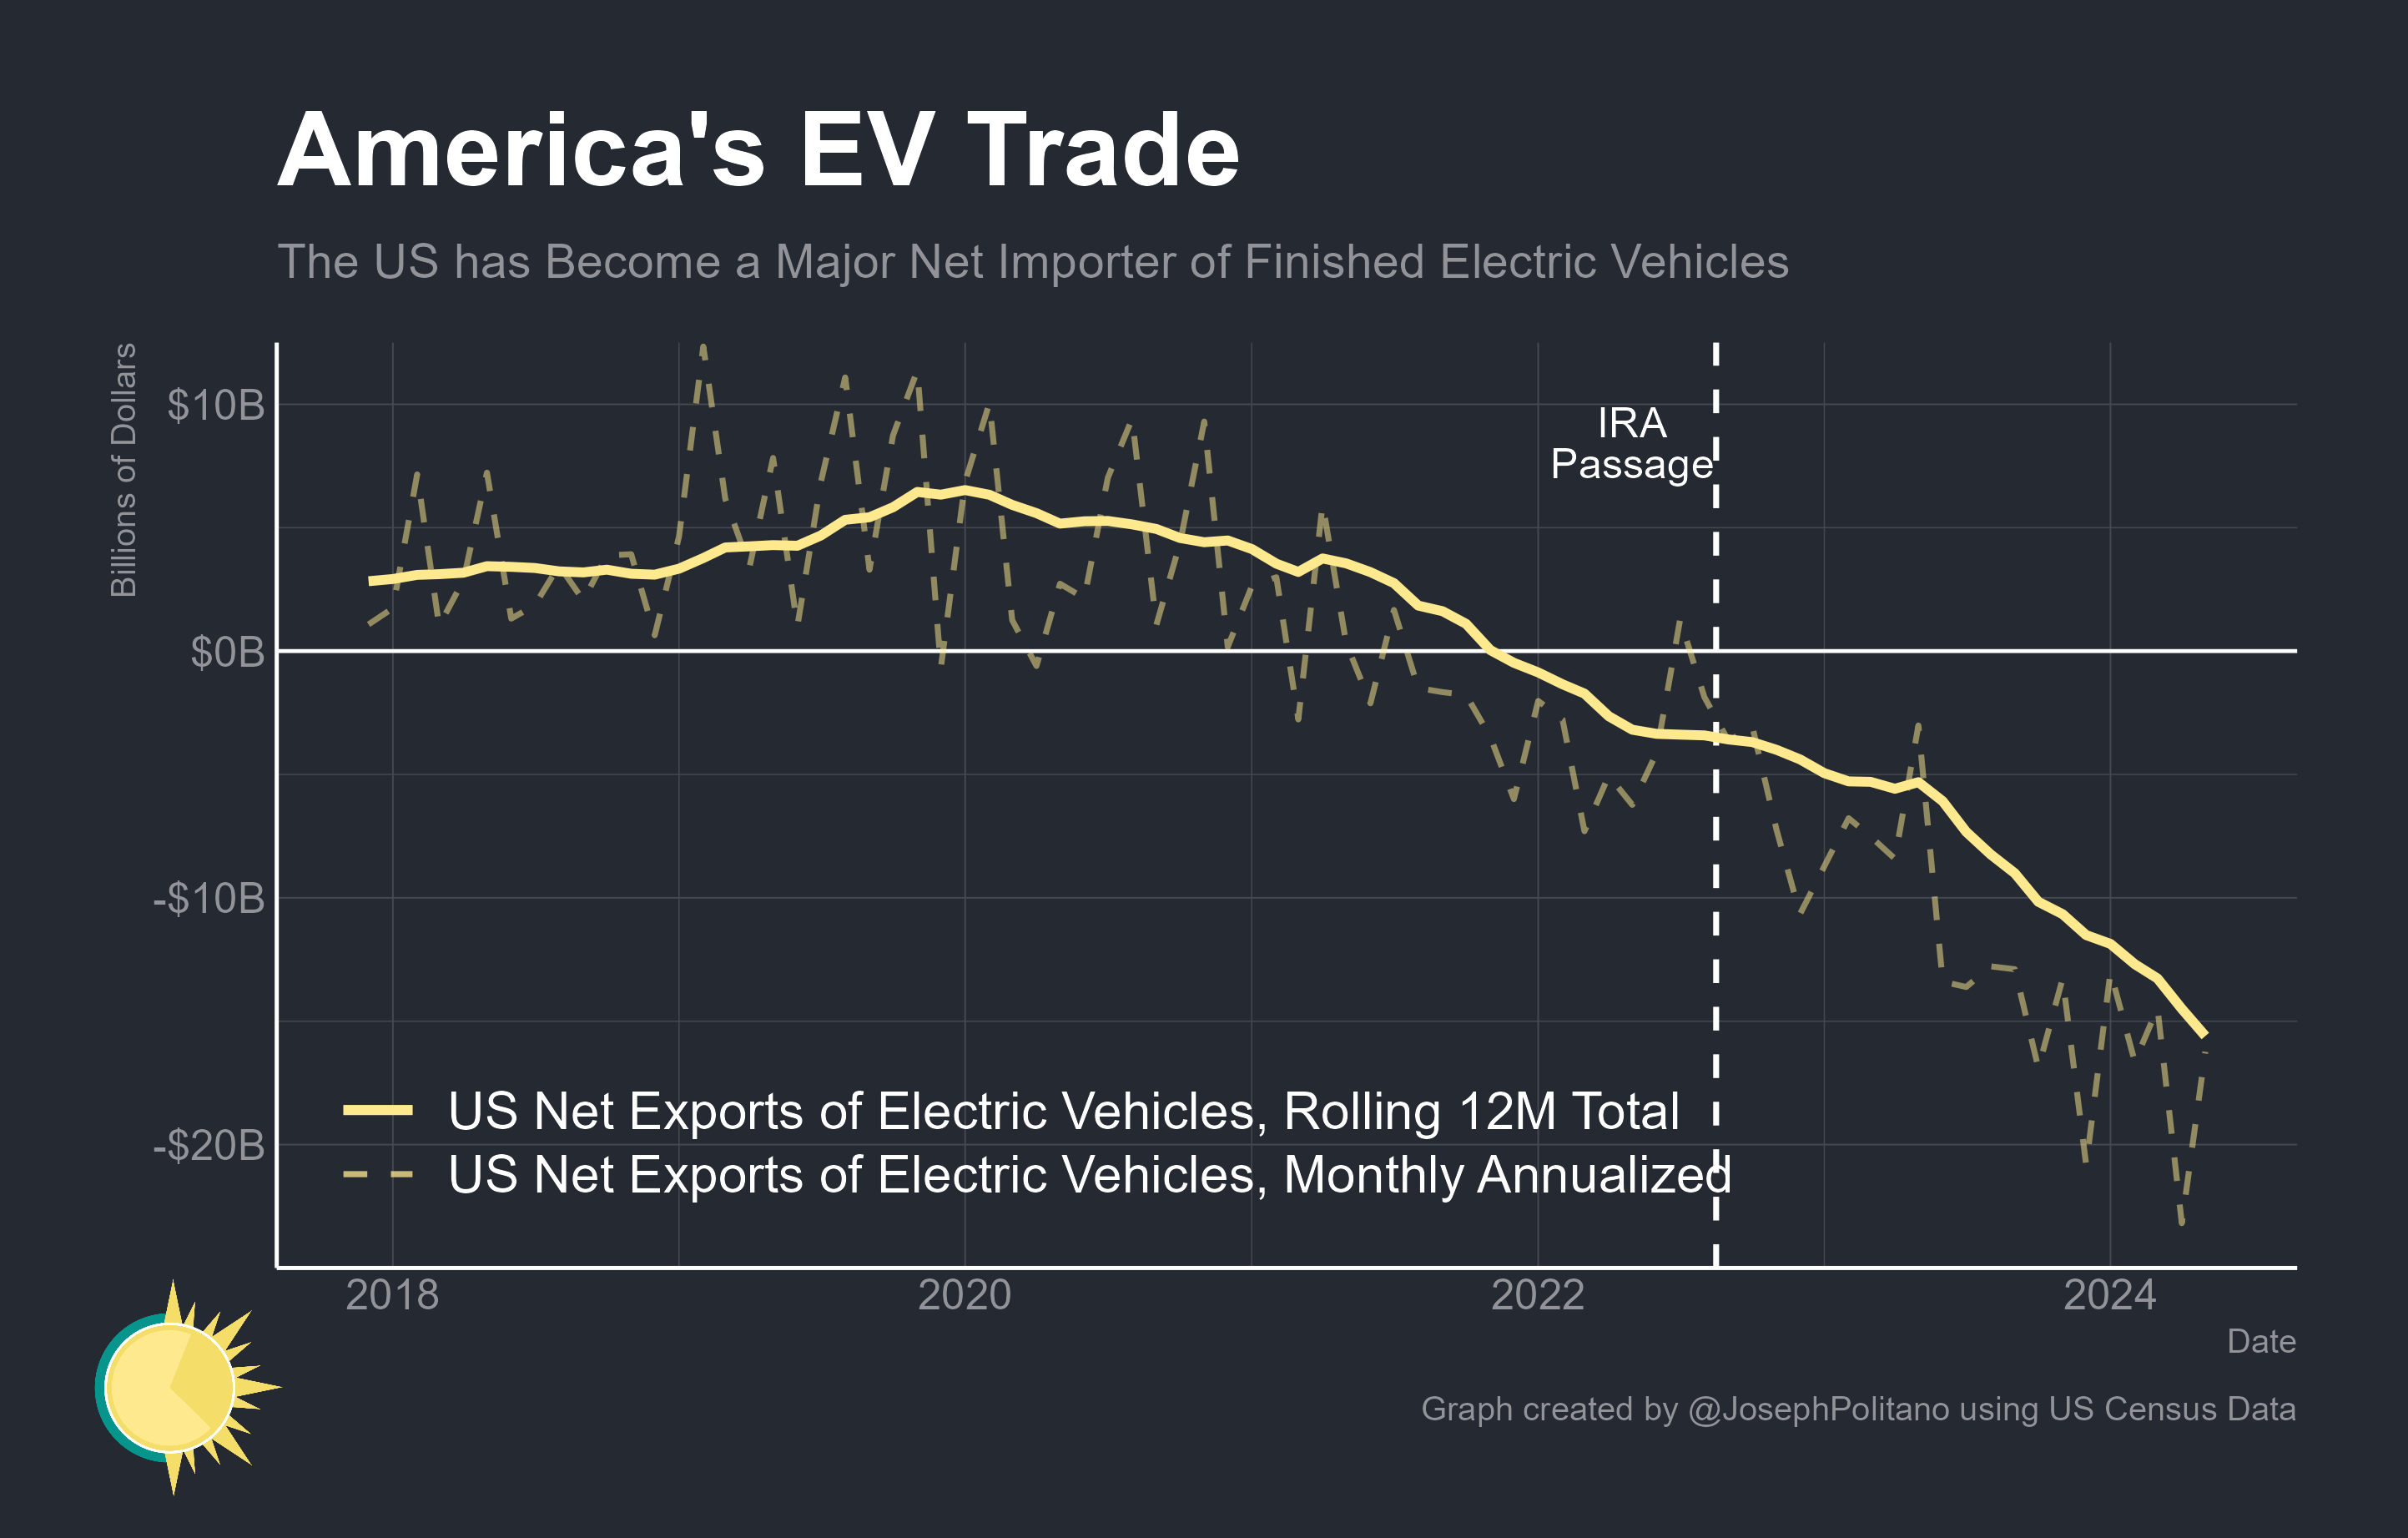 America's EV Trade
The US has Become a Major Net Importer of Finished Electric Vehicles
Billions of Dollars
$10B
$0B
-$10B
-$20B
IRA
Passage
US Net Exports of Electric Vehicles, Rolling 12M Total
US Net Exports of Electric Vehicles, Monthly Annualized
2018
2020
2022
2024
Date
Graph created by @JosephPolitano using US Census Data